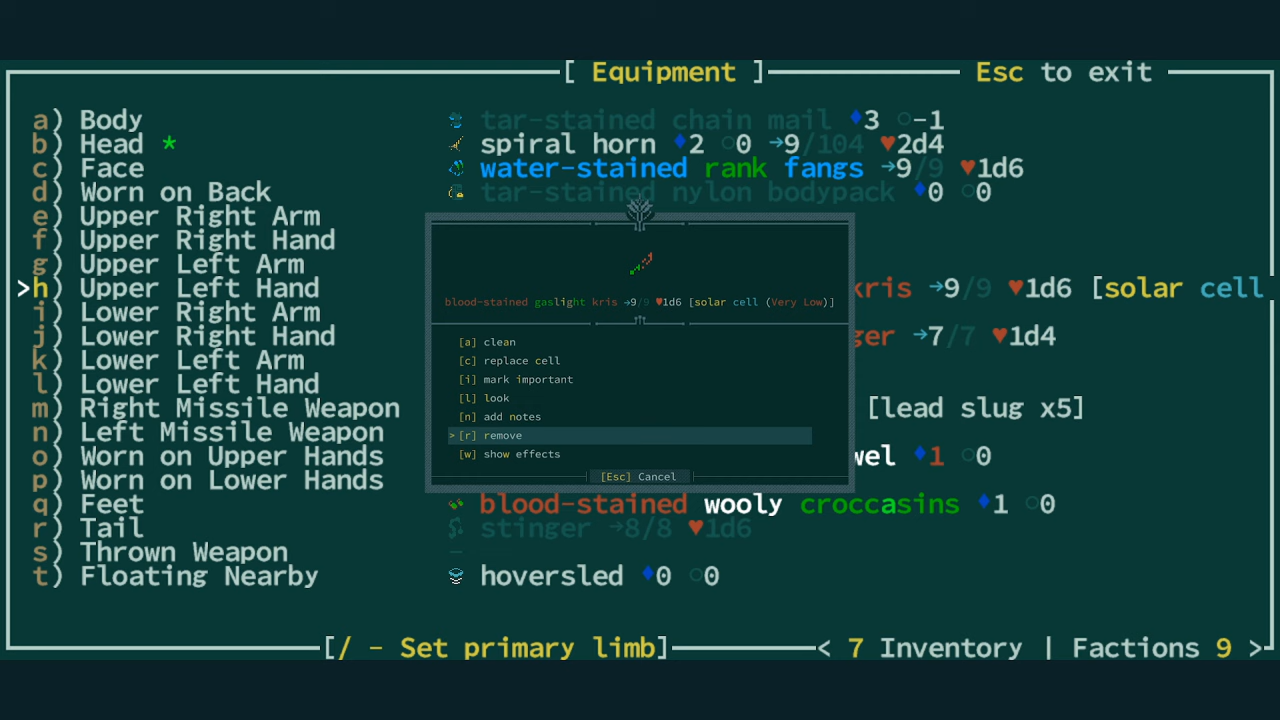 [ Equipment ] Esc to exit
a) Body tar-stained chain mail ♦3 ○-1
b) Head * spiral horn ♦2 ○0 →9/104 ♥2d4
c) Face water-stained rank fangs →9/9 ♥1d6
d) Worn on Back tar-stained nylon bodypack ♦0 ○0
e) Upper Right Arm
f) Upper Right Hand
g) Upper Left Arm
>h) Upper Left Hand kris →9/9 ♥1d6 [solar cell
i) Lower Right Arm
j) Lower Right Hand ger →7/7 ♥1d4
k) Lower Left Arm
l) Lower Left Hand
m) Right Missile Weapon [lead slug x5]
n) Left Missile Weapon
o) Worn on Upper Hands wel ♦1 ○0
p) Worn on Lower Hands
q) Feet blood-stained wooly croccasins ♦1 ○0
r) Tail stinger →8/8 ♥1d6
s) Thrown Weapon –
t) Floating Nearby hoversled ♦0 ○0
blood-stained gaslight kris →9/9 ♥1d6 [solar cell (Very Low)]
[a] clean
[c] replace cell
[i] mark important
[l] look
[n] add notes
> [r] remove
[w] show effects
[Esc] Cancel
[/ - Set primary limb] < 7 Inventory | Factions 9 >